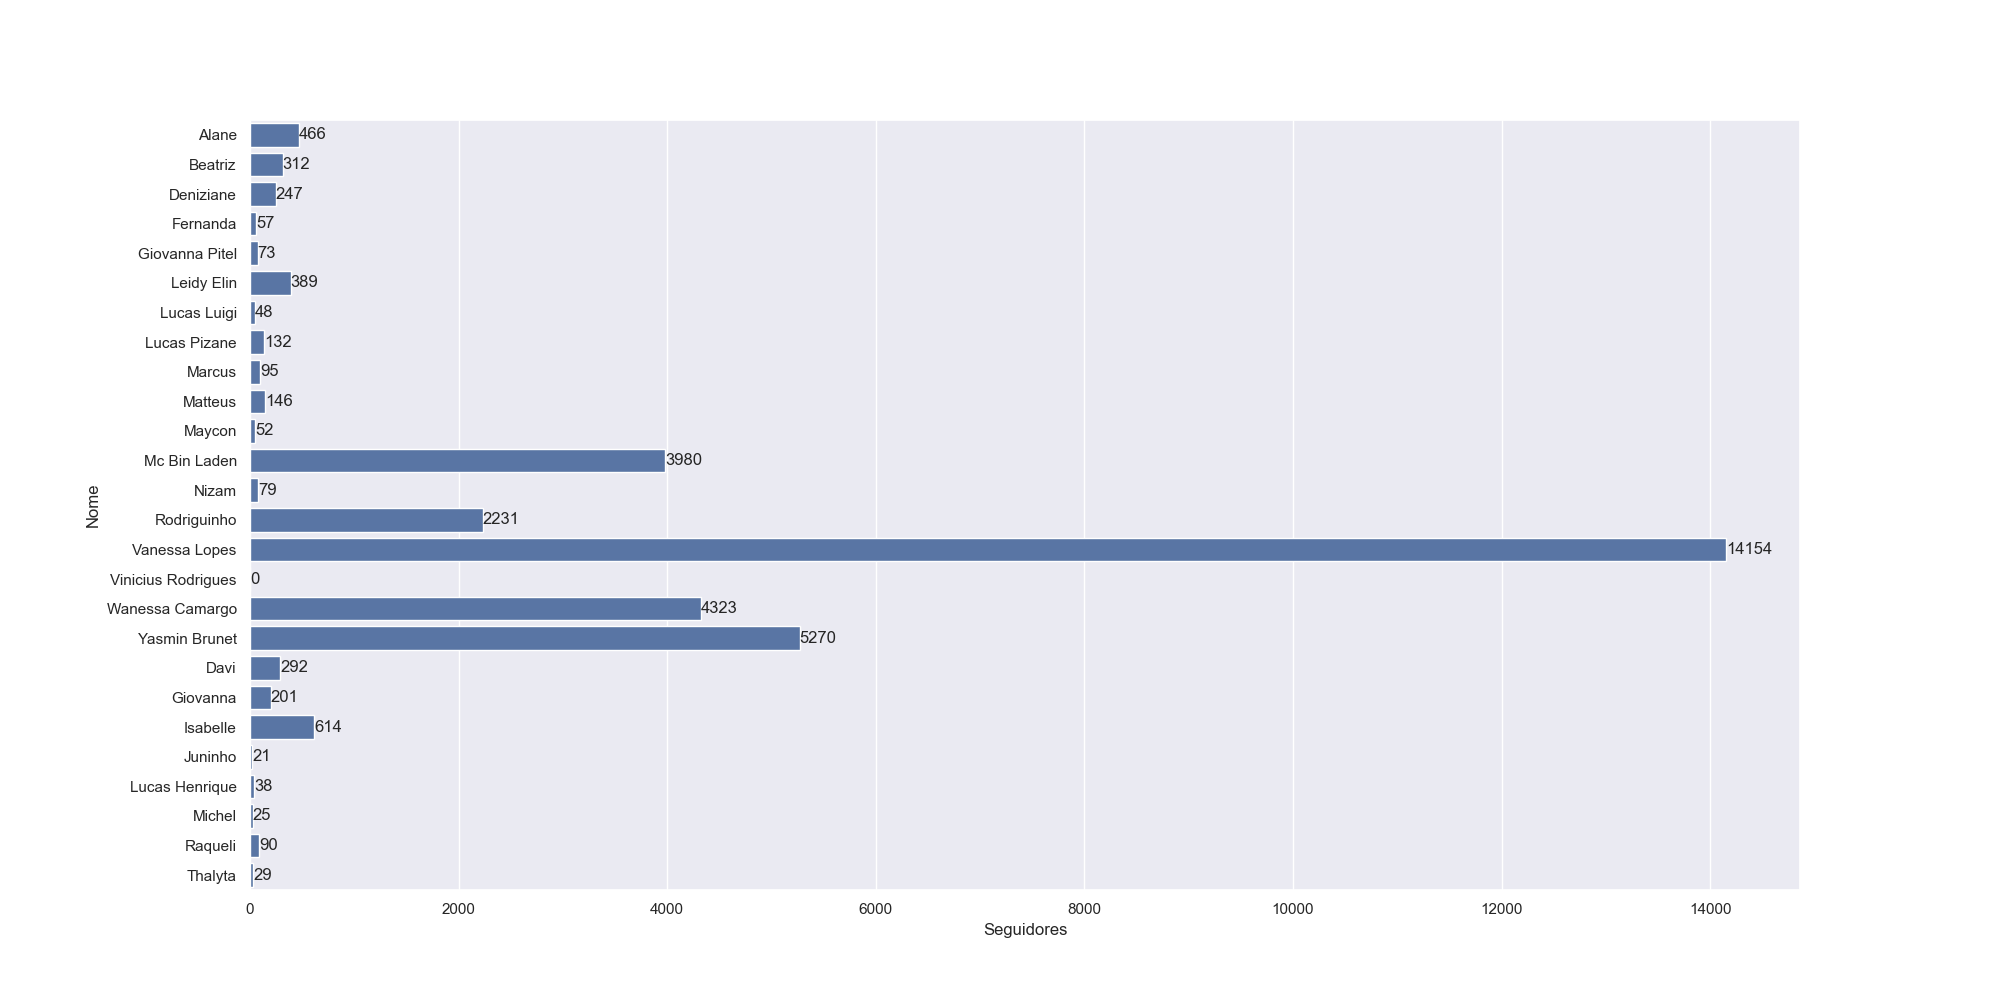 Alane 466
Beatriz 312
Deniziane 247
Fernanda 57
Giovanna Pitel 73
Leidy Elin 389
Lucas Luigi 48
Lucas Pizane 132
Marcus 95
Matteus 146
Maycon 52
Mc Bin Laden 3980
Nizam 79
Rodriguinho 2231
Vanessa Lopes 14154
Vinicius Rodrigues 0
Wanessa Camargo 4323
Yasmin Brunet 5270
Davi 292
Giovanna 201
Isabelle 614
Juninho 21
Lucas Henrique 38
Michel 25
Raqueli 90
Thalyta 29
Nome
0 2000 4000 6000 8000 10000 12000 14000
Seguidores